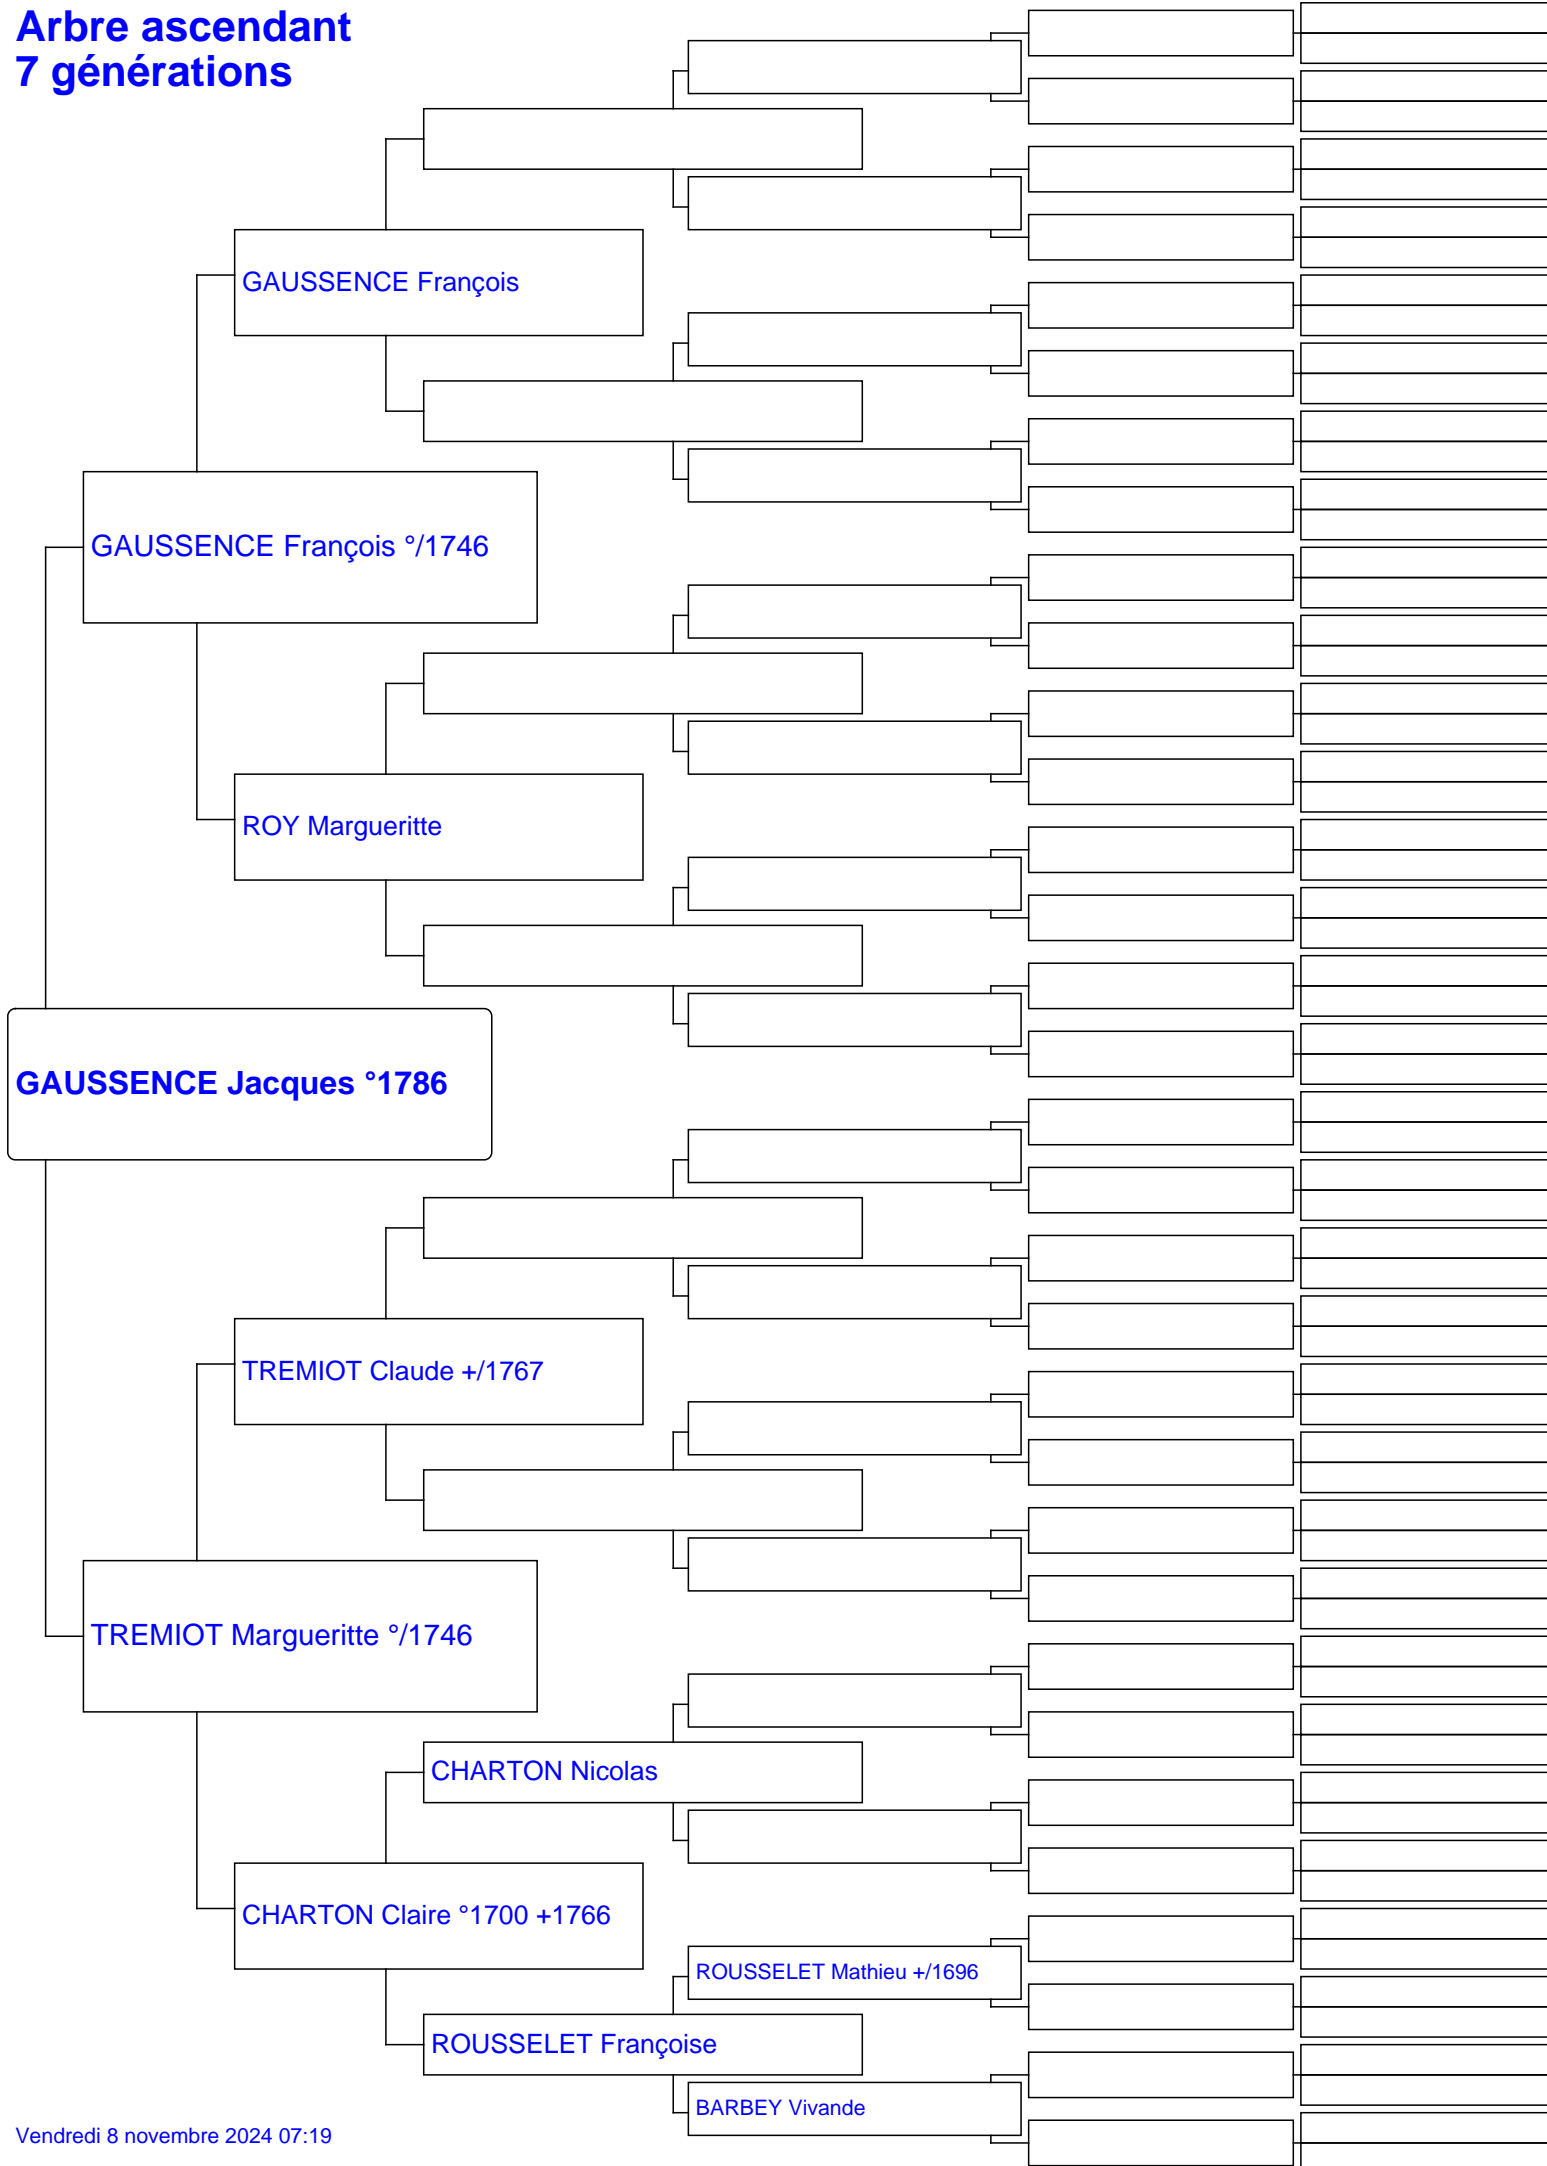 Arbre ascendant
7 générations
GAUSSENCE François
GAUSSENCE François °/1746
ROY Margueritte
GAUSSENCE Jacques °1786
TREMIOT Claude +/1767
TREMIOT Margueritte °/1746
CHARTON Nicolas
CHARTON Claire °1700 +1766
ROUSSELET Mathieu +/1696
ROUSSELET Françoise
BARBEY Vivande
Vendredi 8 novembre 2024 07:19